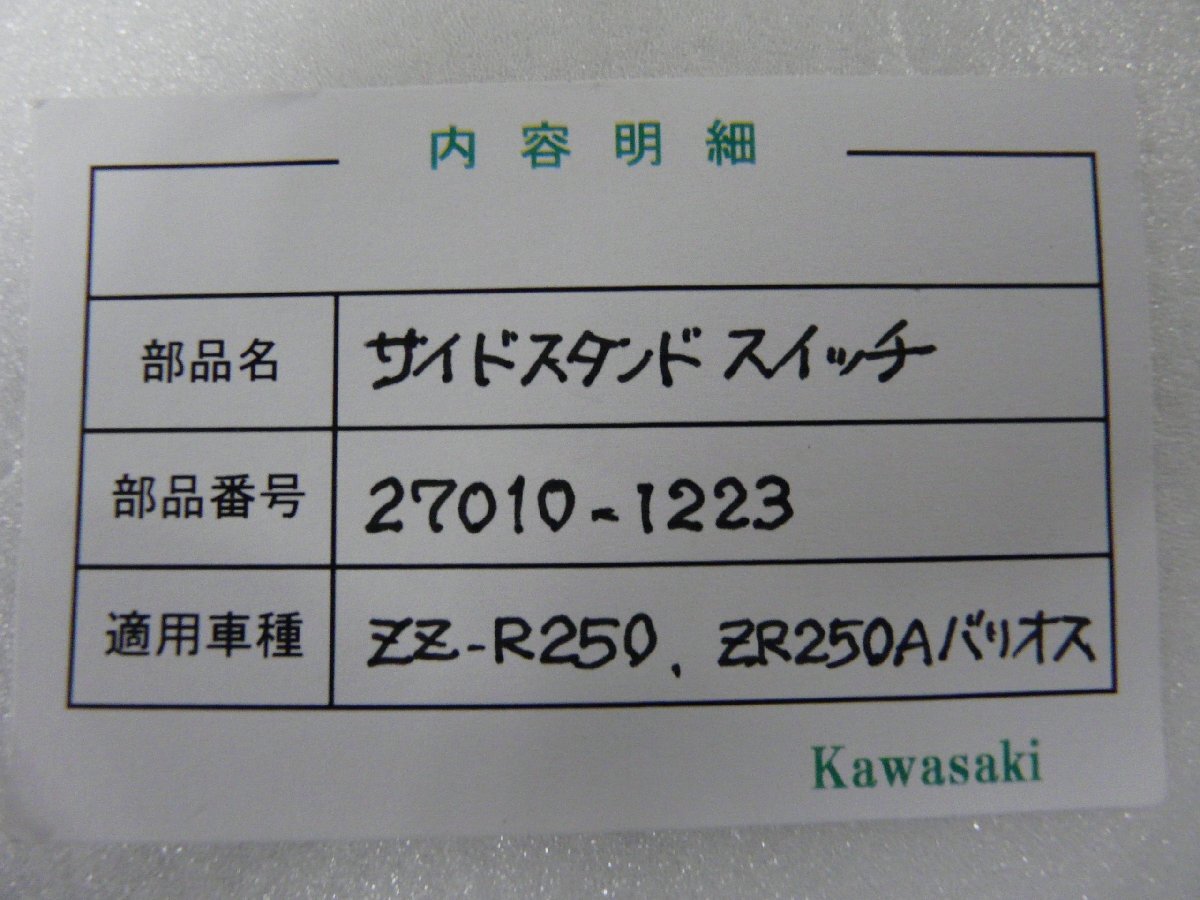 内容明細
部品名 サイドスタンド スイッチ
部品番号 27010-1223
適用車種 ZZ-R250、ZR250Aバリオス
Kawasaki